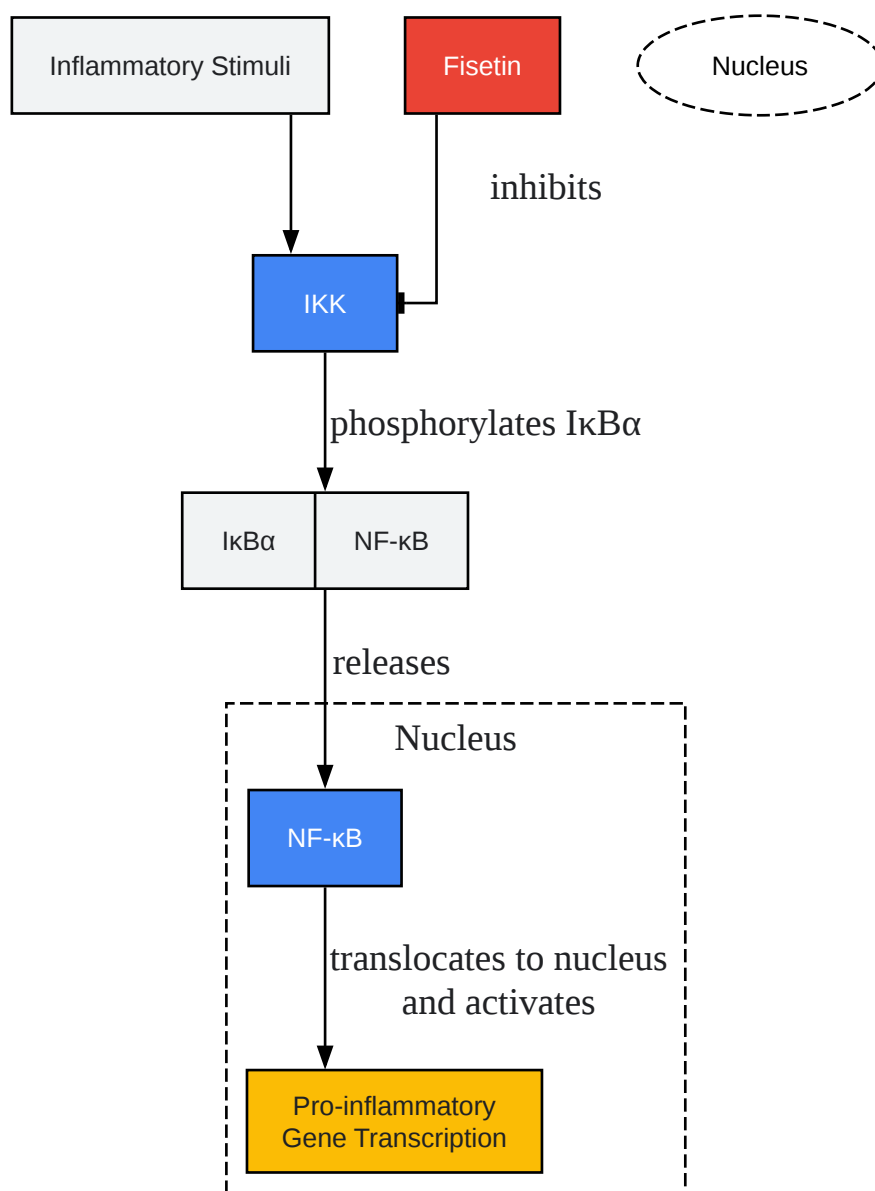 Inflammatory Stimuli
Fisetin
Nucleus
inhibits
IKK
phosphorylates IκBα
IκBα
NF-κB
releases
Nucleus
NF-κB
translocates to nucleus
and activates
Pro-inflammatory
Gene Transcription